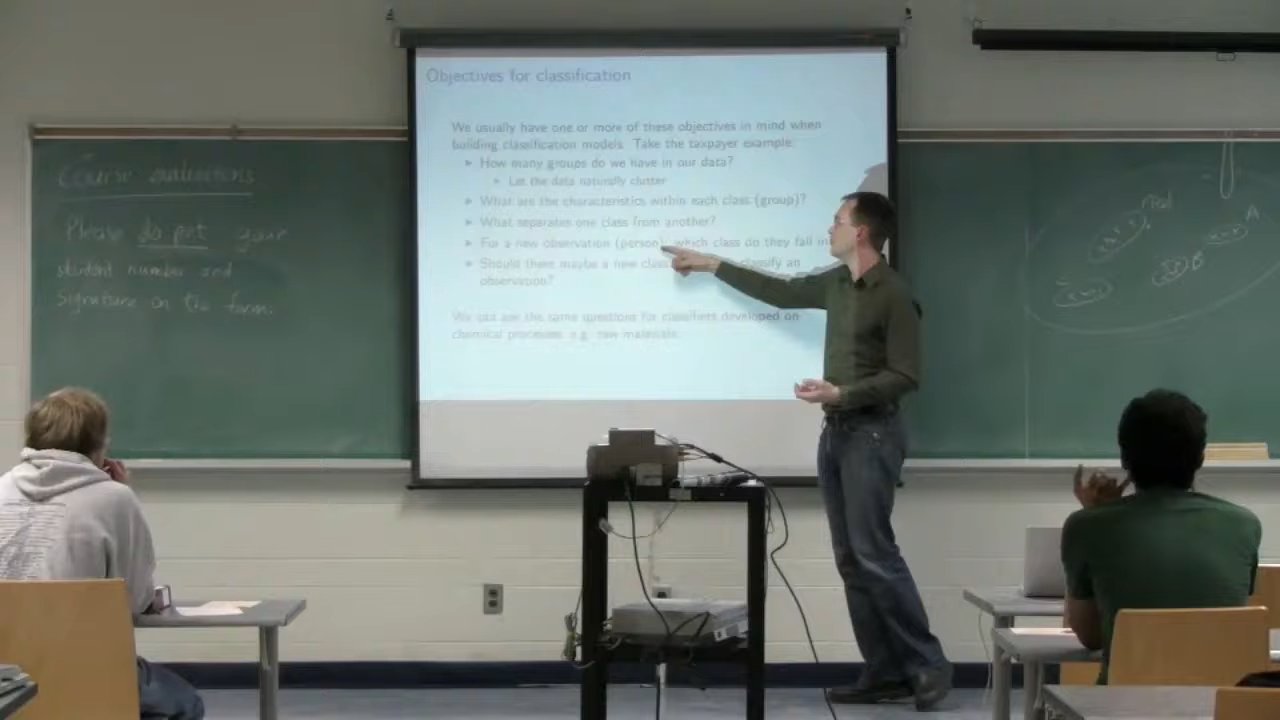 Course evaluations
Please do not your
student number and
signature on the form.
Objectives for classification
We usually have one or more of these objectives in mind when
building classification models. Take the taxpayer example:
▸ How many groups do we have in our data?
▸ Let the data naturally cluster
▸ What are the characteristics within each class (group)?
▸ What separates one class from another?
▸ For a new observation (person), which class do they fall in
▸ Should there maybe a new class classify an
observation?
We can ask the same questions for classifiers developed on
chemical processes e.g. raw materials.
A
B